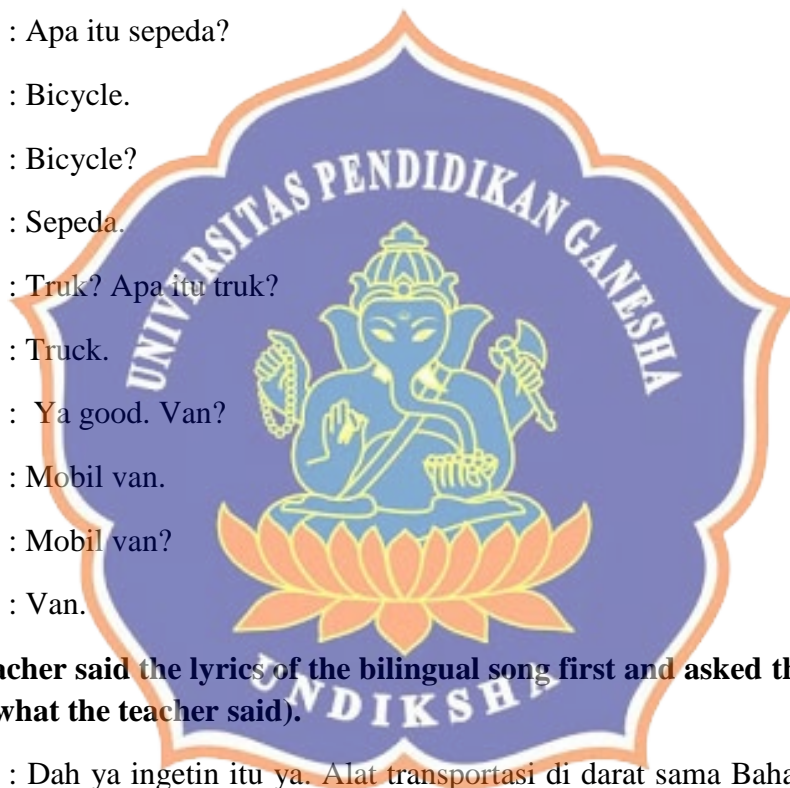 : Apa itu sepeda?
: Bicycle.
: Bicycle?
: Sepeda.
: Truk? Apa itu truk?
: Truck.
: Ya good. Van?
: Mobil van.
: Mobil van?
: Van.
acher said the lyrics of the bilingual song first and asked th
what the teacher said).
: Dah ya ingetin itu ya. Alat transportasi di darat sama Baha
UNIVERSITAS PENDIDIKAN GANESHA
UNDIKSHA